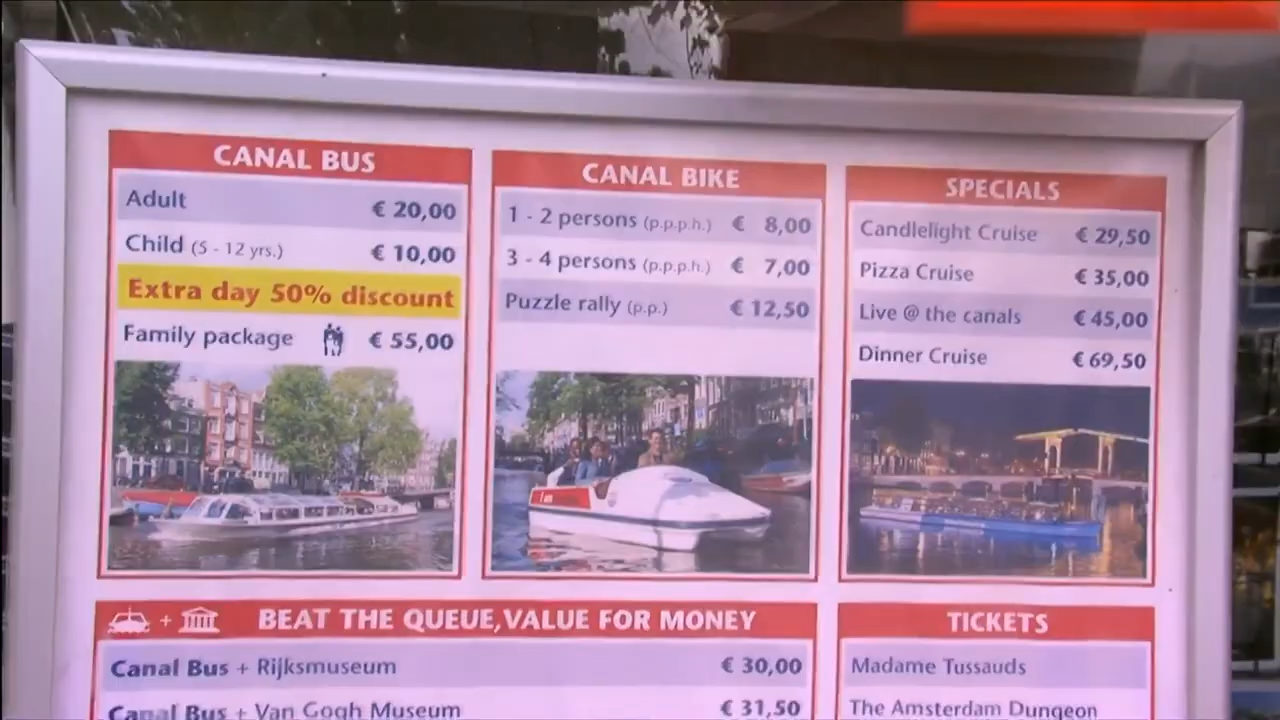 CANAL BUS
Adult € 20,00
Child (5 - 12 yrs.) € 10,00
Extra day 50% discount
Family package € 55,00
CANAL BIKE
1 - 2 persons (p.p.p.h.) € 8,00
3 - 4 persons (p.p.p.h.) € 7,00
Puzzle rally (p.p.) € 12,50
SPECIALS
Candlelight Cruise € 29,50
Pizza Cruise € 35,00
Live @ the canals € 45,00
Dinner Cruise € 69,50
+ BEAT THE QUEUE, VALUE FOR MONEY
Canal Bus + Rijksmuseum € 30,00
Canal Bus + Van Gogh Museum € 31,50
TICKETS
Madame Tussauds
The Amsterdam Dungeon